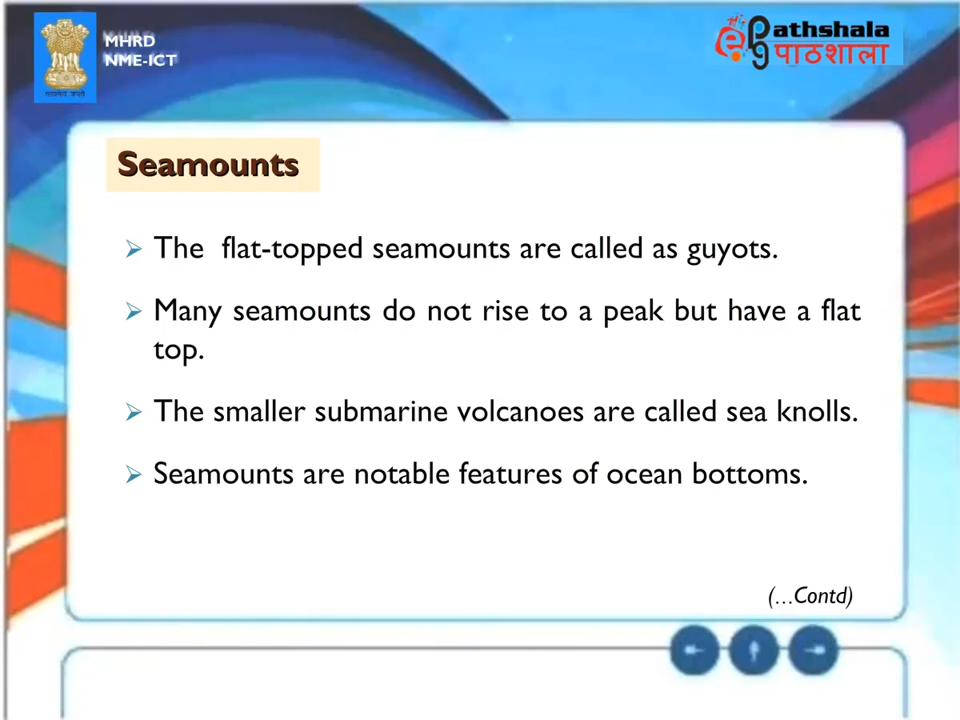 MHRD
NME-ICT
ePathshala
पाठशाला
Seamounts
The flat-topped seamounts are called as guyots.
Many seamounts do not rise to a peak but have a flat
top.
The smaller submarine volcanoes are called sea knolls.
Seamounts are notable features of ocean bottoms.
(...Contd)